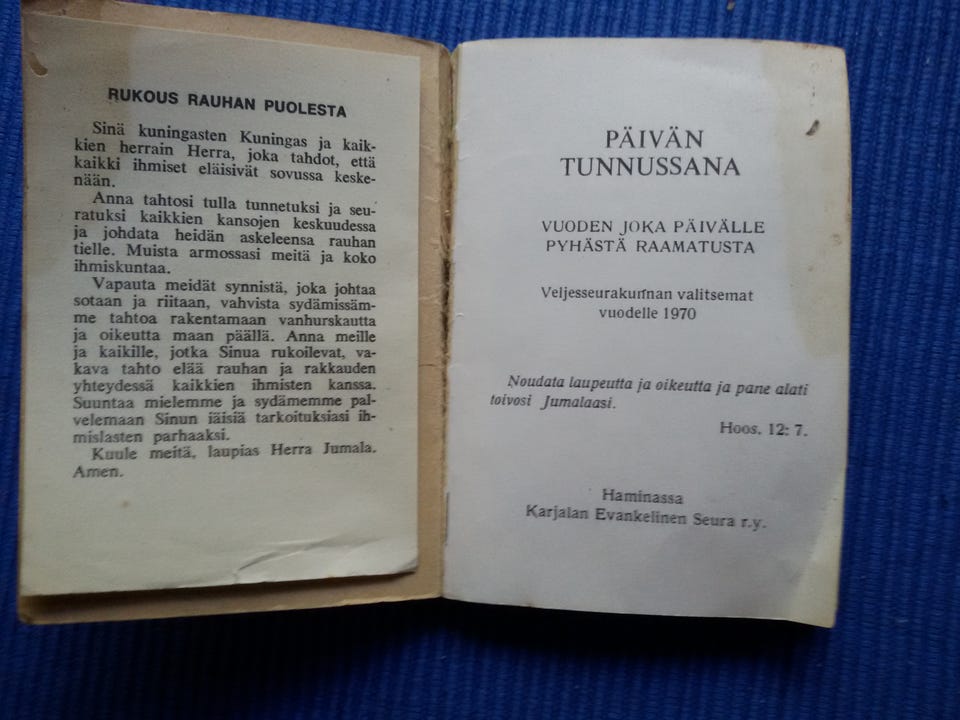 RUKOUS RAUHAN PUOLESTA
Sinä kuningasten Kuningas ja kaik-
kien herrain Herra, joka tahdot, että
kaikki ihmiset eläisivät sovussa keske-
nään.
Anna tahtosi tulla tunnetuksi ja seu-
ratuksi kaikkien kansojen keskuudessa
ja johdata heidän askeleensa rauhan
tielle. Muista armossasi meitä ja koko
ihmiskuntaa.
Vapauta meidät synnistä, joka johtaa
sotaan ja riitaan, vahvista sydämissäm-
me tahtoa rakentamaan vanhurskautta
ja oikeutta maan päällä. Anna meille
ja kaikille, jotka Sinua rukoilevat, va-
kava tahto elää rauhan ja rakkauden
yhteydessä kaikkien ihmisten kanssa.
Suuntaa mielemme ja sydämemme pal-
velemaan Sinun iäisiä tarkoituksiasi ih-
mislasten parhaaksi.
Kuule meitä, laupias Herra Jumala.
Amen.
PÄIVÄN
TUNNUSSANA
VUODEN JOKA PÄIVÄLLE
PYHÄSTÄ RAAMATUSTA
Veljesseurakunnan valitsemat
vuodelle 1970
Noudata laupeutta ja oikeutta ja pane alati
toivosi Jumalaasi.
Hoos. 12: 7.
Haminassa
Karjalan Evankelinen Seura r.y.